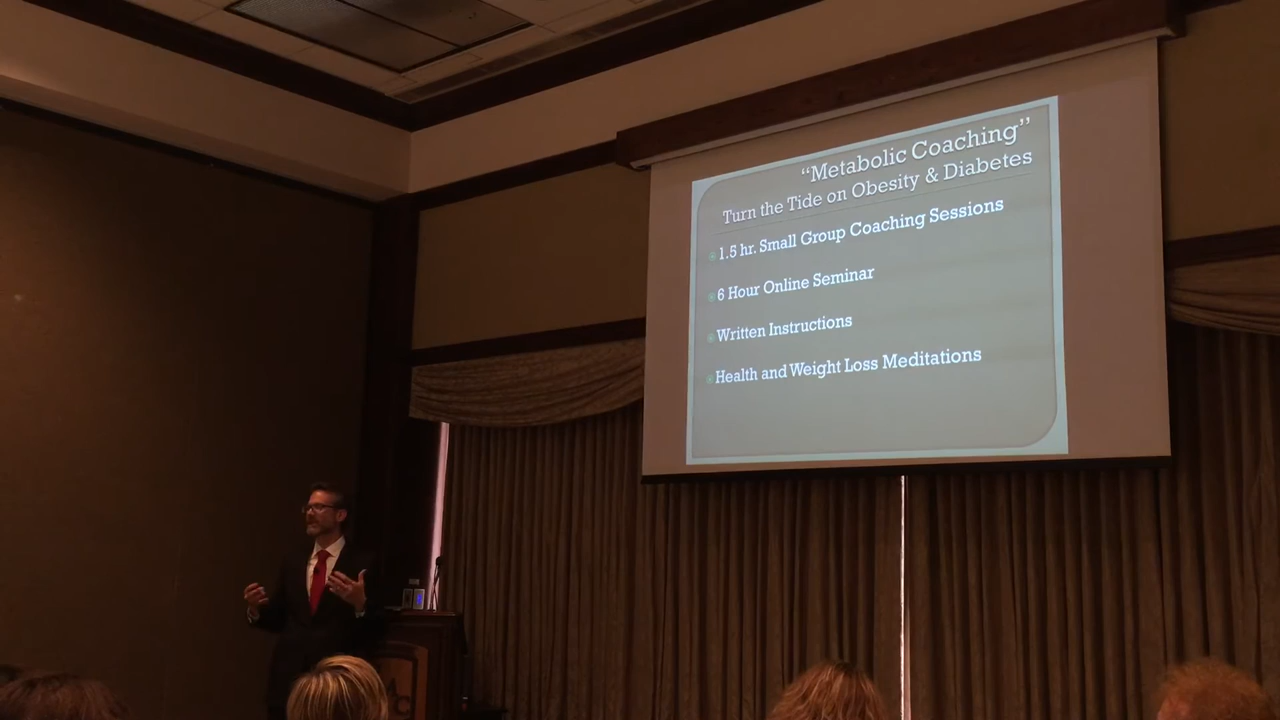 “Metabolic Coaching”
Turn the Tide on Obesity & Diabetes
1.5 hr. Small Group Coaching Sessions
6 Hour Online Seminar
Written Instructions
Health and Weight Loss Meditations